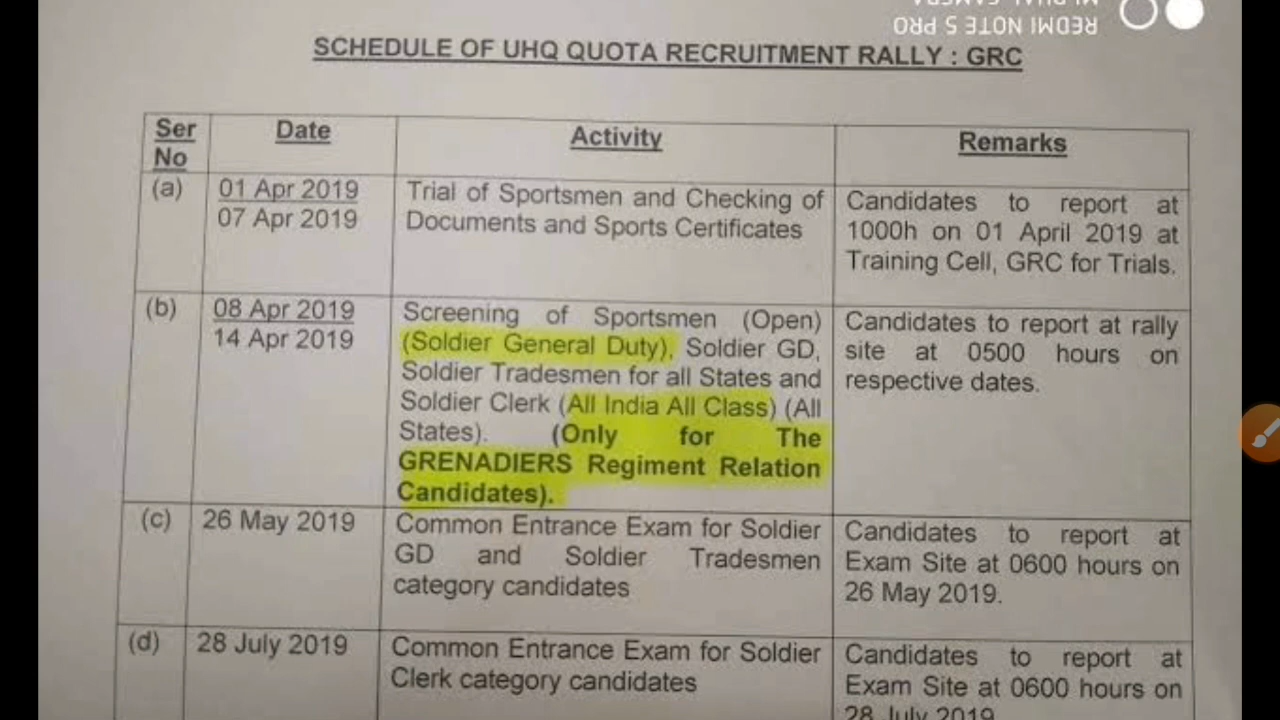 REDMI NOTE 5 PRO
MI DUAL CAMERA
SCHEDULE OF UHQ QUOTA RECRUITMENT RALLY : GRC
Ser No
Date
Activity
Remarks
(a)
01 Apr 2019
07 Apr 2019
Trial of Sportsmen and Checking of
Documents and Sports Certificates
Candidates to report at
1000h on 01 April 2019 at
Training Cell, GRC for Trials.
(b)
08 Apr 2019
14 Apr 2019
Screening of Sportsmen (Open)
(Soldier General Duty), Soldier GD,
Soldier Tradesmen for all States and
Soldier Clerk (All India All Class) (All
States). (Only for The
GRENADIERS Regiment Relation
Candidates).
Candidates to report at rally
site at 0500 hours on
respective dates.
(c)
26 May 2019
Common Entrance Exam for Soldier
GD and Soldier Tradesmen
category candidates
Candidates to report at
Exam Site at 0600 hours on
26 May 2019.
(d)
28 July 2019
Common Entrance Exam for Soldier
Clerk category candidates
Candidates to report at
Exam Site at 0600 hours on
28 July 2019